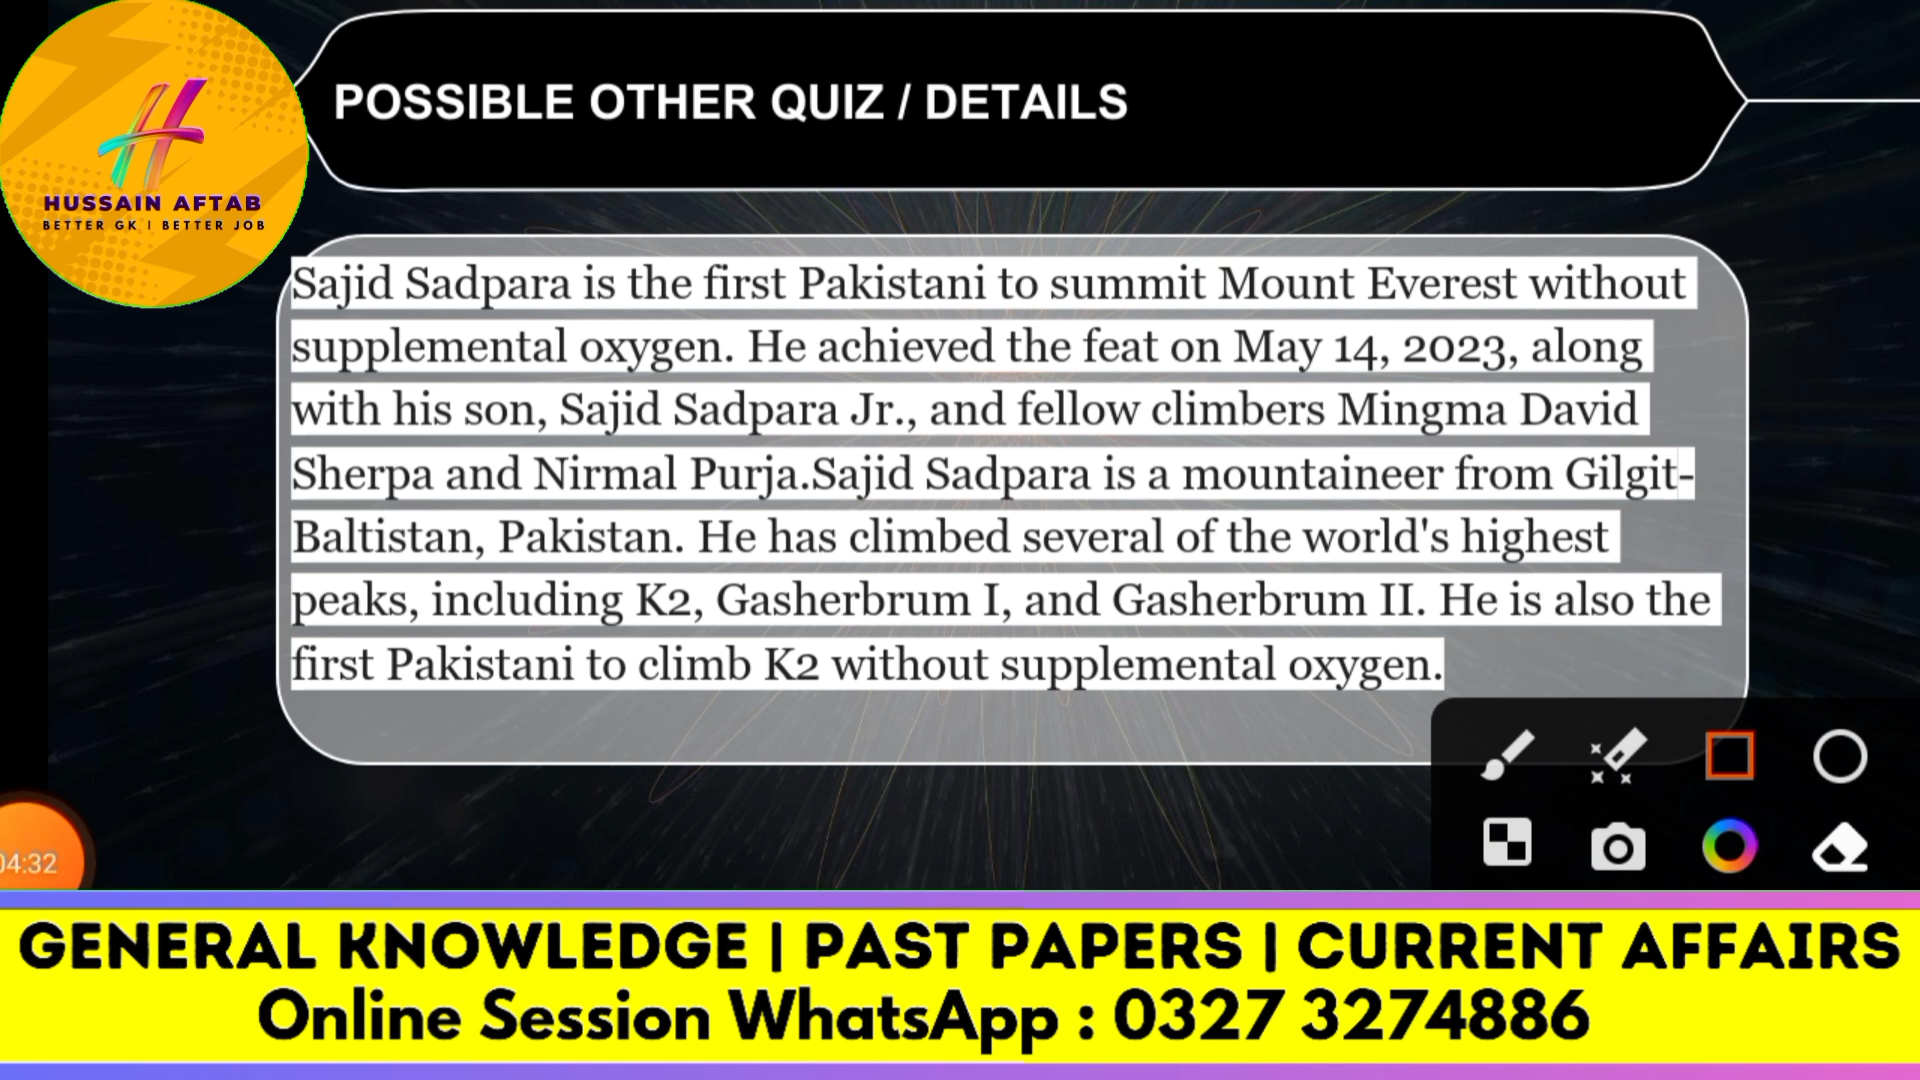 POSSIBLE OTHER QUIZ / DETAILS
H
HUSSAIN AFTAB
BETTER GK | BETTER JOB
Sajid Sadpara is the first Pakistani to summit Mount Everest without
supplemental oxygen. He achieved the feat on May 14, 2023, along
with his son, Sajid Sadpara Jr., and fellow climbers Mingma David
Sherpa and Nirmal Purja.Sajid Sadpara is a mountaineer from Gilgit-
Baltistan, Pakistan. He has climbed several of the world's highest
peaks, including K2, Gasherbrum I, and Gasherbrum II. He is also the
first Pakistani to climb K2 without supplemental oxygen.
04:32
GENERAL KNOWLEDGE | PAST PAPERS | CURRENT AFFAIRS
Online Session WhatsApp : 0327 3274886